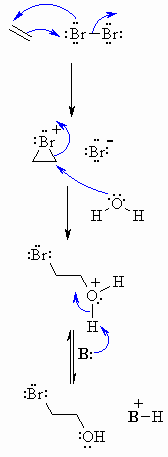 :Br—Br:
+
:Br
:Br:-
:O:
H H
:Br:
+ H
O:
H
B:
:Br:
:OH
+
B-H